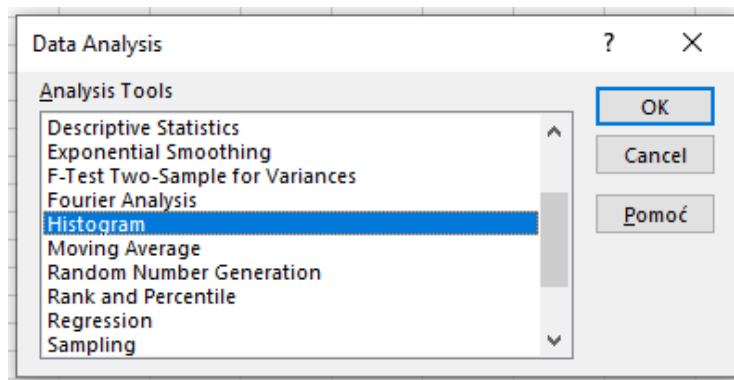 Data Analysis
Analysis Tools
Descriptive Statistics
Exponential Smoothing
F-Test Two-Sample for Variances
Fourier Analysis
Histogram
Moving Average
Random Number Generation
Rank and Percentile
Regression
Sampling
OK
Cancel
Pomoć